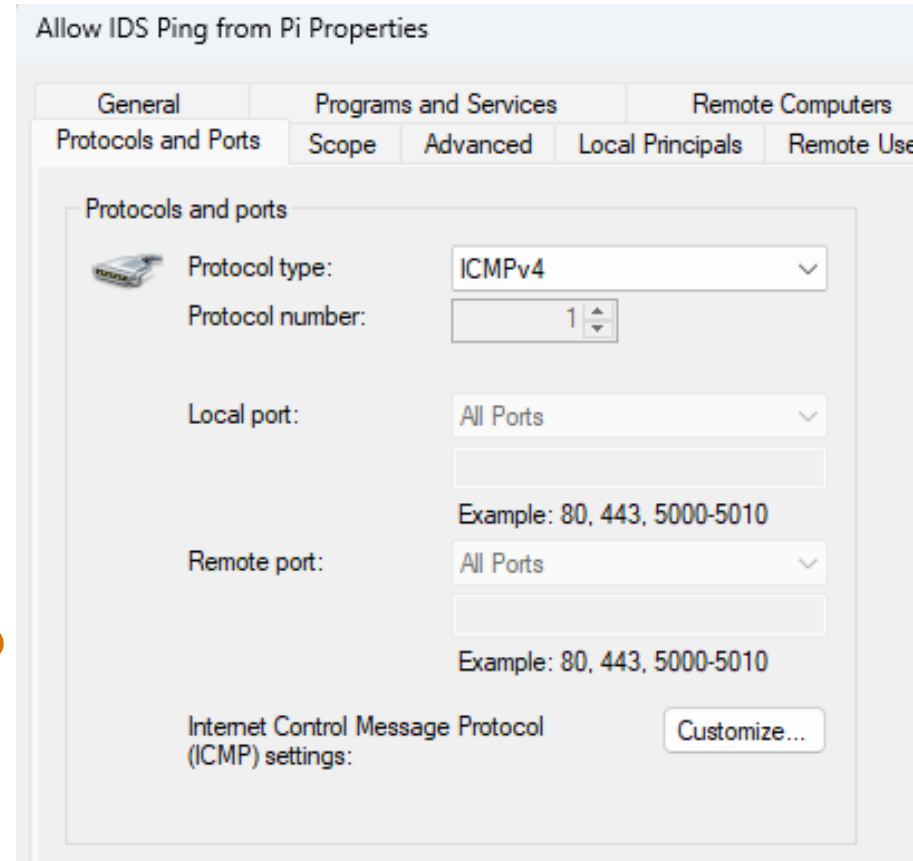 Allow IDS Ping from Pi Properties
General Programs and Services Remote Computers
Protocols and Ports Scope Advanced Local Principals Remote Use
Protocols and ports
Protocol type: ICMPv4
Protocol number: 1
Local port: All Ports
Example: 80, 443, 5000-5010
Remote port: All Ports
Example: 80, 443, 5000-5010
Internet Control Message Protocol
(ICMP) settings:
Customize...